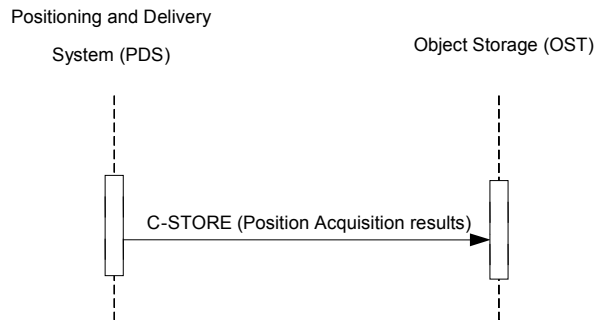 Positioning and Delivery
System (PDS)
Object Storage (OST)
C-STORE (Position Acquisition results)